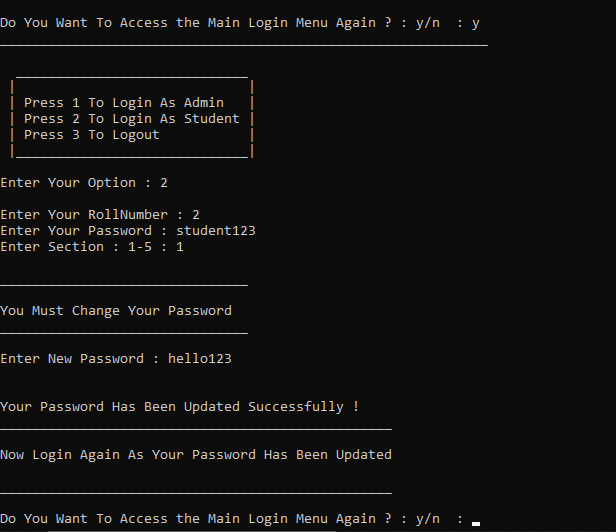 Do You Want To Access the Main Login Menu Again ? : y/n  : y
Press 1 To Login As Admin
Press 2 To Login As Student
Press 3 To Logout
Enter Your Option : 2
Enter Your RollNumber : 2
Enter Your Password : student123
Enter Section : 1-5 : 1
You Must Change Your Password
Enter New Password : hello123
Your Password Has Been Updated Successfully !
Now Login Again As Your Password Has Been Updated
Do You Want To Access the Main Login Menu Again ? : y/n  :